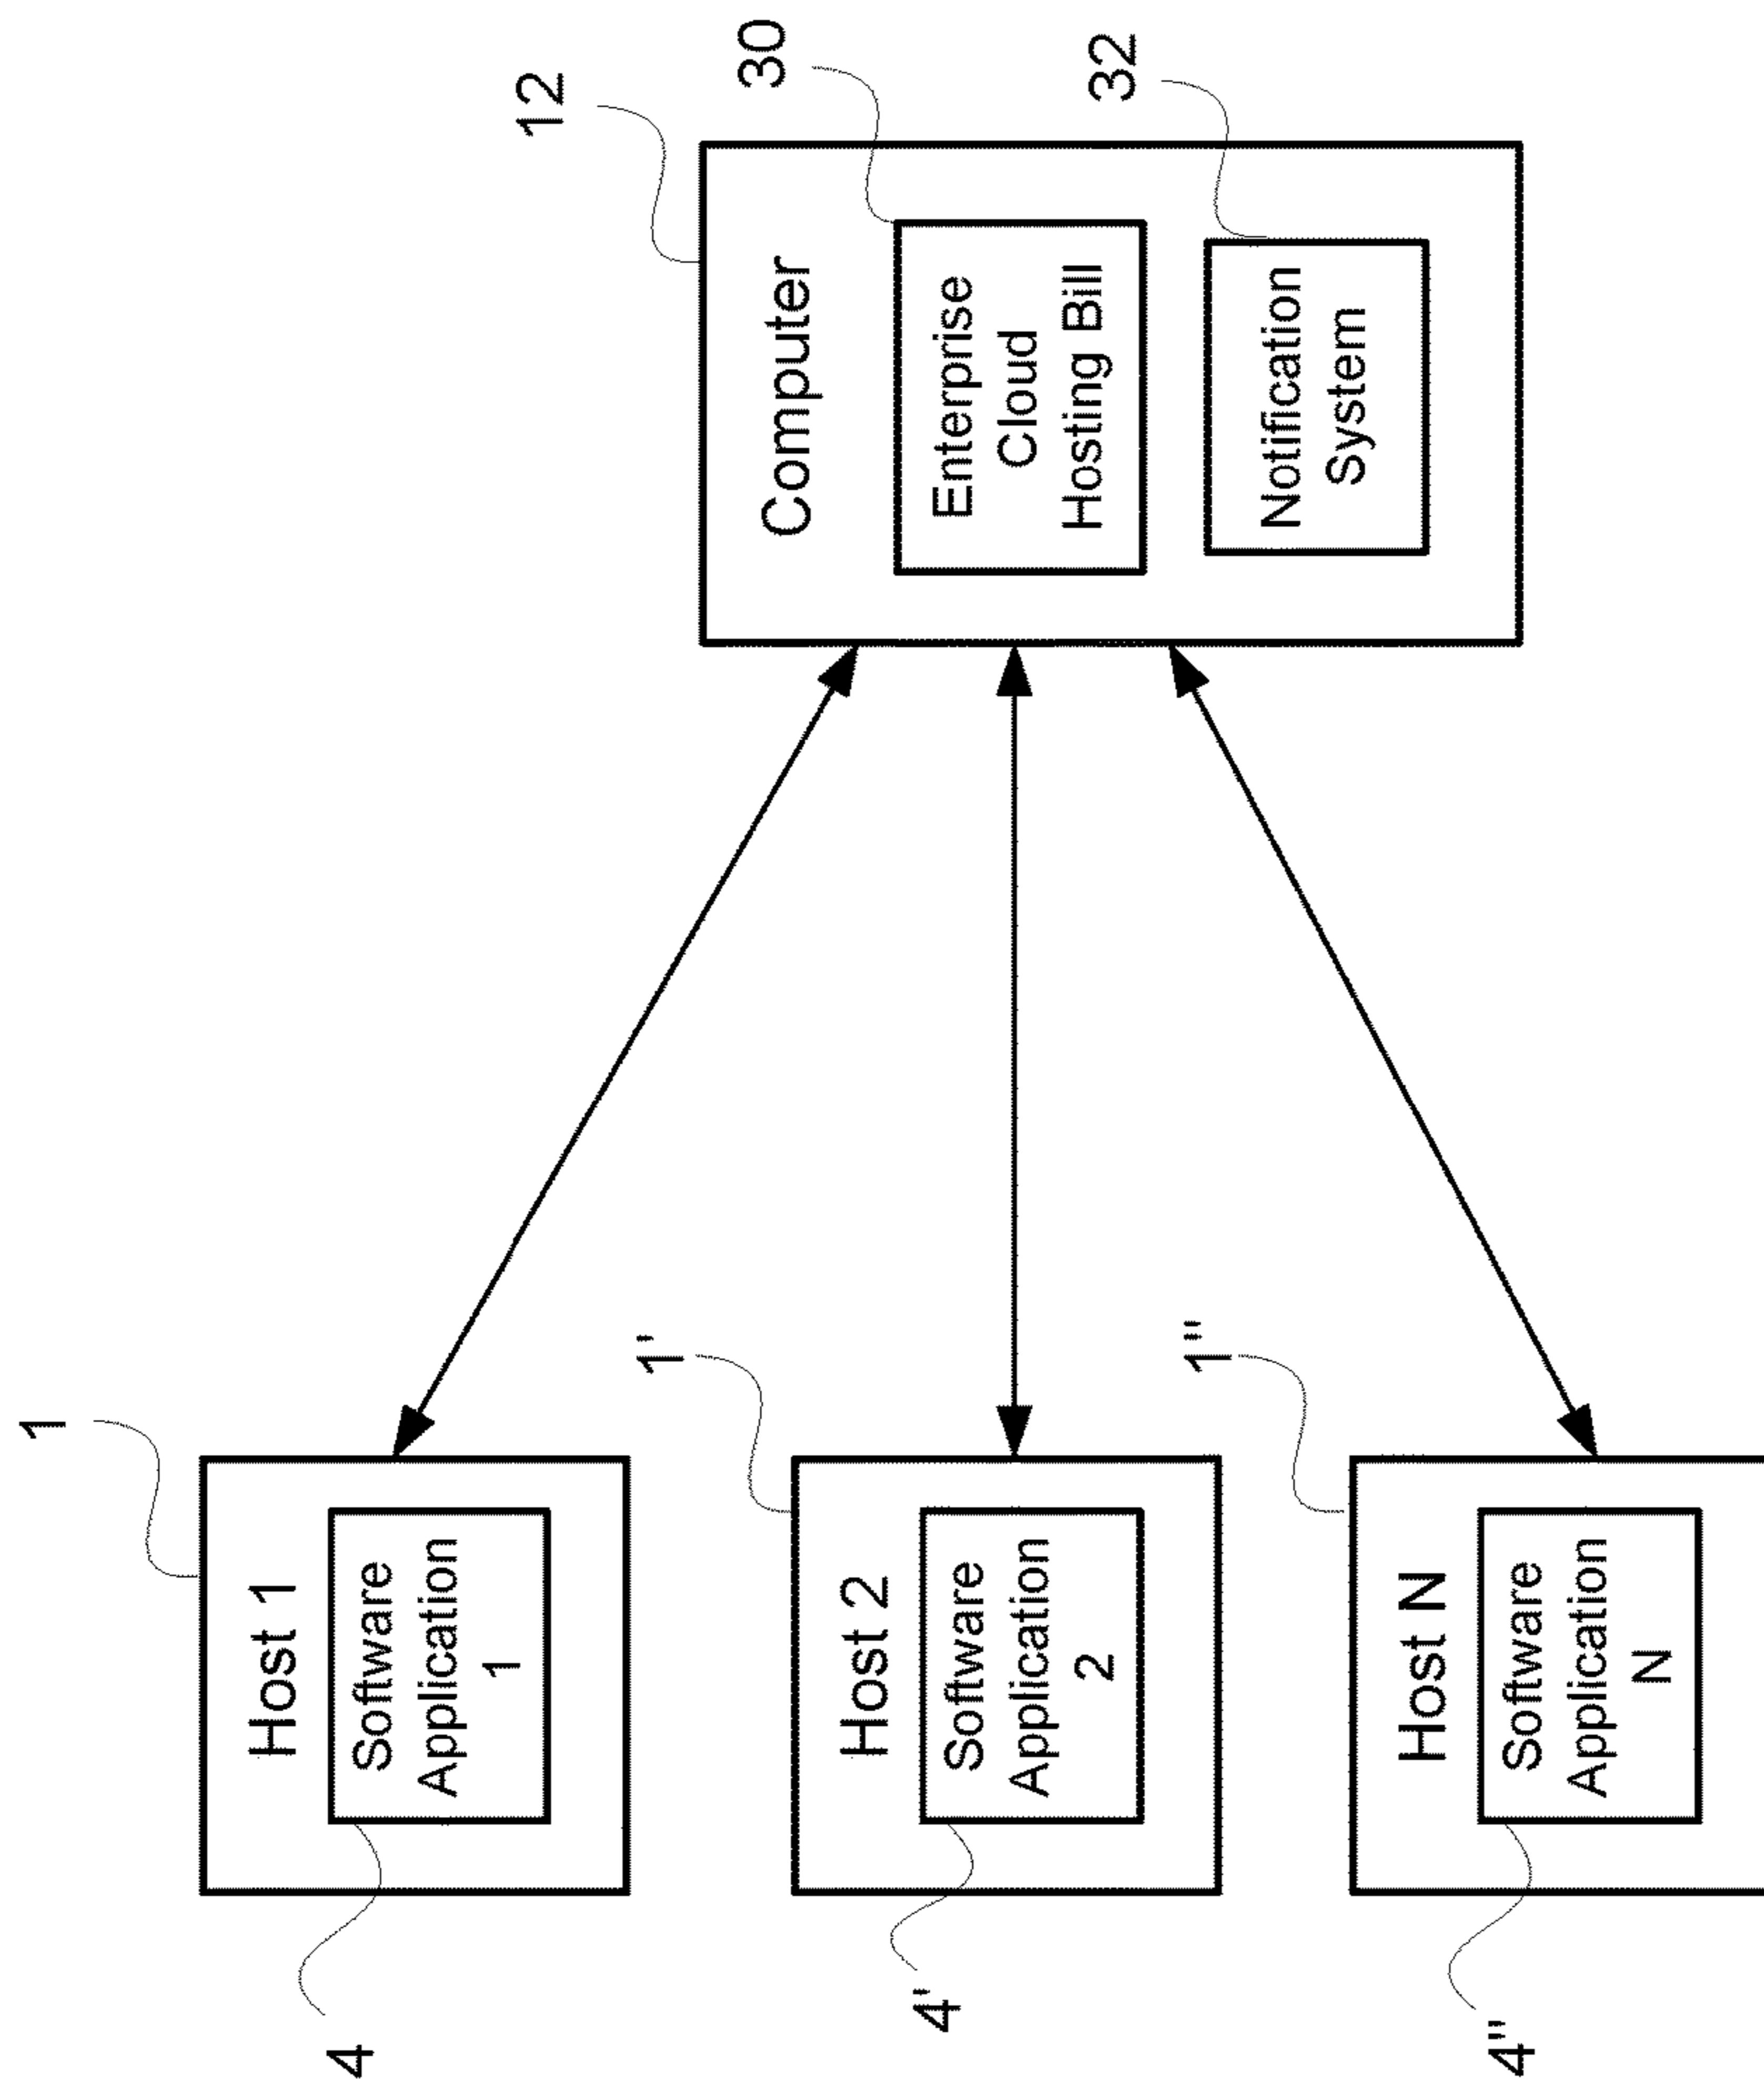 1
Host 1
Software
Application
1
4
1'
Host 2
Software
Application
2
4'
1"
Host N
Software
Application
N
4"
12
Computer
30
Enterprise
Cloud
Hosting Bill
32
Notification
System